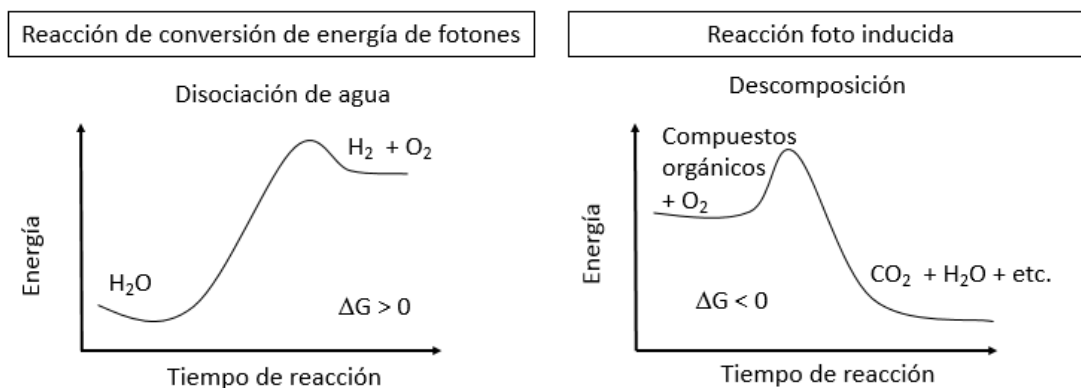 Reacción de conversión de energía de fotones
Disociación de agua
H₂ + O₂
H₂O
ΔG > 0
Energía
Tiempo de reacción
Reacción foto inducida
Descomposición
Compuestos
orgánicos
+ O₂
CO₂ + H₂O + etc.
ΔG < 0
Energía
Tiempo de reacción